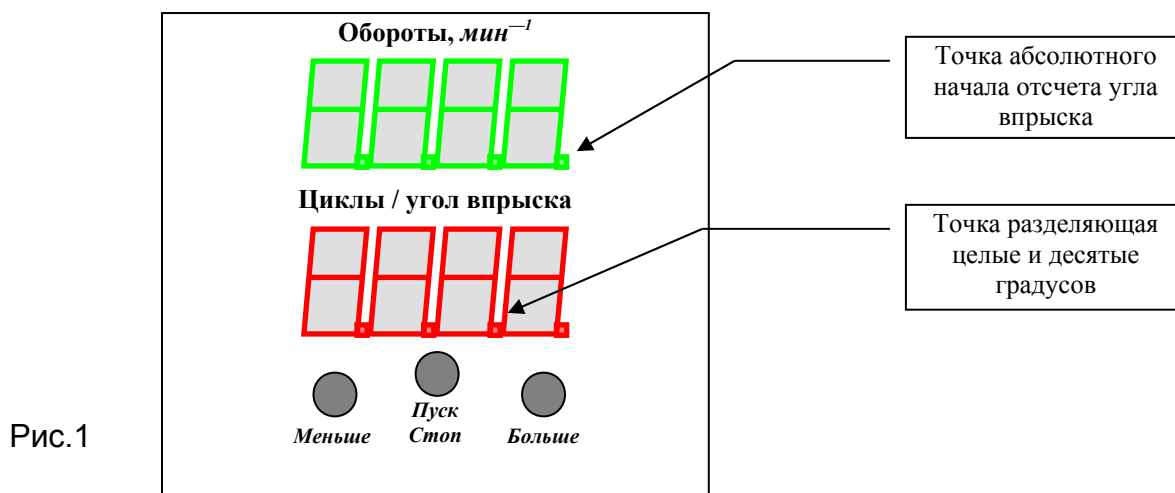 Обороты, мин—1
Точка абсолютного
начала отсчета угла
впрыска
Циклы / угол впрыска
Точка разделяющая
целые и десятые
градусов
Меньше
Пуск
Стоп
Больше
Рис.1